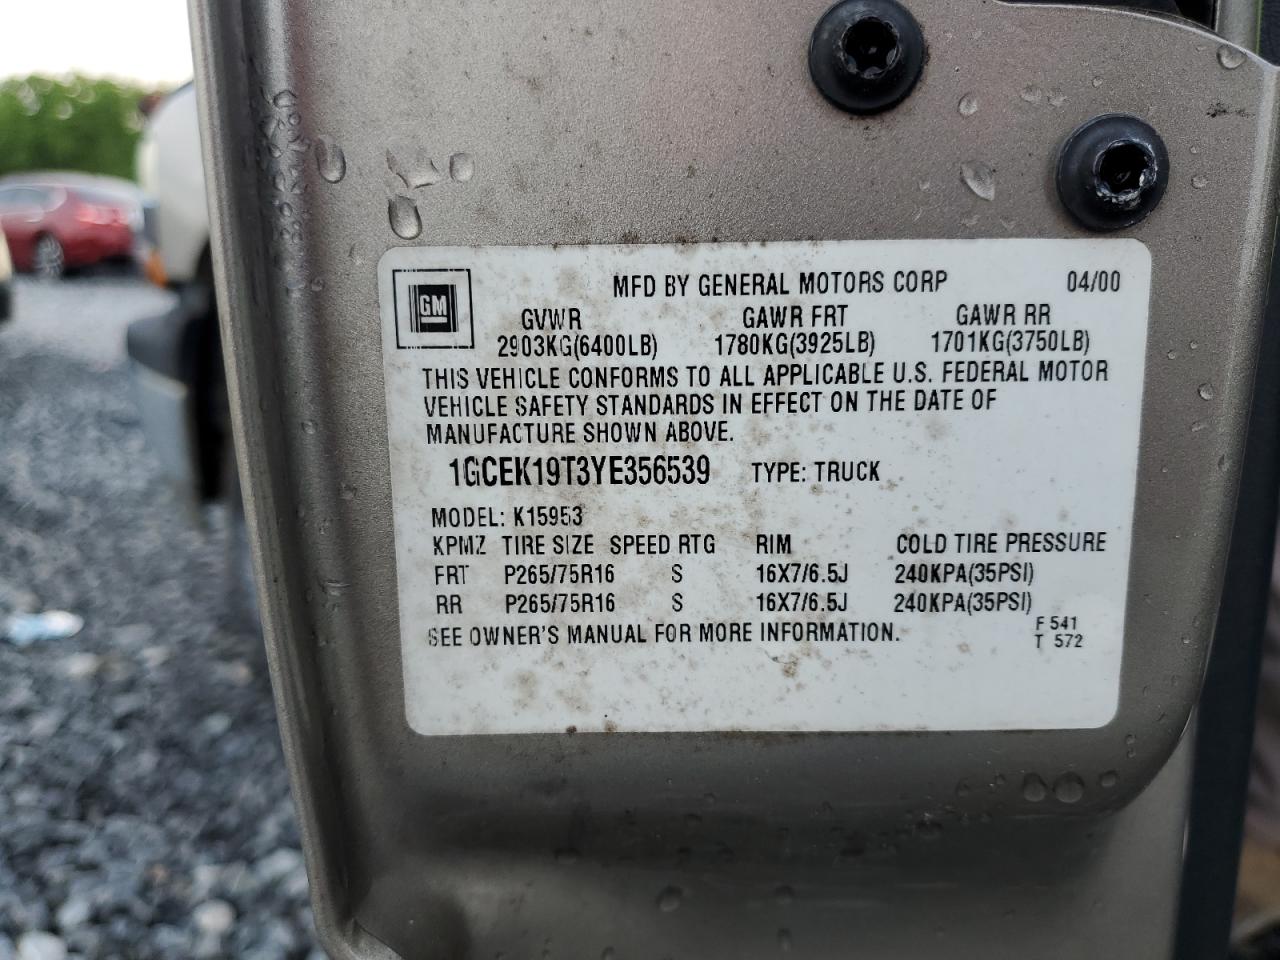 GM
MFD BY GENERAL MOTORS CORP 04/00
GVWR GAWR FRT GAWR RR
2903KG(6400LB) 1780KG(3925LB) 1701KG(3750LB)
THIS VEHICLE CONFORMS TO ALL APPLICABLE U.S. FEDERAL MOTOR
VEHICLE SAFETY STANDARDS IN EFFECT ON THE DATE OF
MANUFACTURE SHOWN ABOVE.
1GCEK19T3YE356539 TYPE: TRUCK
MODEL: K15953
KPMZ TIRE SIZE SPEED RTG RIM COLD TIRE PRESSURE
FRT P265/75R16 S 16X7/6.5J 240KPA(35PSI)
RR P265/75R16 S 16X7/6.5J 240KPA(35PSI)
SEE OWNER'S MANUAL FOR MORE INFORMATION.
F 541
T 572